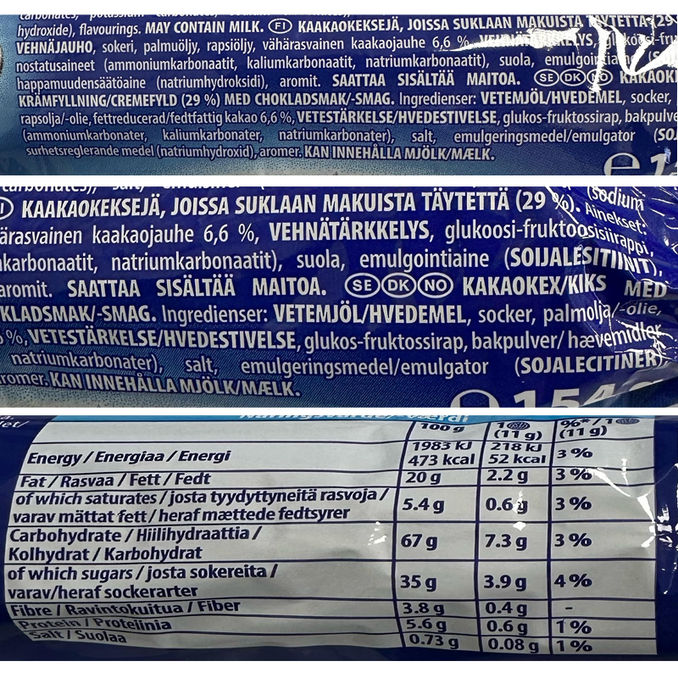 hydroxide), flavourings. MAY CONTAIN MILK. FI KAAKAOKEKSEJÄ, JOISSA SUKLAAN MAKUISTA TÄYTETTÄ (29
VEHNÄJAUHO, sokeri, palmuöljy, rapsiöljy, vähärasvainen kaakaojauhe 6,6 %, VEHNÄTÄRKKELYS,
nostatusaineet (ammoniumkarbonaatit, kaliumkarbonaatit, natriumkarbonaatit), suola, emulgointiaine
happamuudensäätöaine (natriumhydroksidi), aromit. SAATTAA SISÄLTÄÄ MAITOA. SE DK NO KAKAOKE
KRÄMFYLLNING/CREMEFYLD (29 %) MED CHOKLADSMAK/-SMAG. Ingredienser: VETEMJÖL/HVEDEMEL, socker,
rapsolja/-olie, fettreducerad/fedtfattig kakao 6,6 %, VETESTÄRKELSE/HVEDESTIVELSE, glukos-fruktossirap, bakpulve
(ammoniumkarbonater, kaliumkarbonater, natriumkarbonater), salt, emulgeringsmedel/emulgator (SO
surhetsreglerande medel (natriumhydroxid), aromer. KAN INNEHÅLLA MJÖLK/MÆLK.
(sodium
KAAKAOKEKSEJÄ, JOISSA SUKLAAN MAKUISTA TÄYTETTÄ (29 %). Ainekset:
ärasvainen kaakaojauhe 6,6 %, VEHNÄTÄRKKELYS, glukoosi-fruktoosisiirappi,
karbonaatit, natriumkarbonaatit), suola, emulgointiaine (SOIJALESITIINIT),
aromit. SAATTAA SISÄLTÄÄ MAITOA. SE DK NO KAKAOKEX/KIKS MED
KLADSMAK/-SMAG. Ingredienser: VETEMJÖL/HVEDEMEL, socker, palmolja/-olie,
%, VETESTÄRKELSE/HVEDESTIVELSE, glukos-fruktossirap, bakpulver/hævemidler
natriumkarbonater), salt, emulgeringsmedel/emulgator (SOJALECITINER)
romer. KAN INNEHÅLLA MJÖLK/MÆLK.
154g
100 g 1 (11 g) %*/1 (11 g)
Energy / Energiaa / Energi 1983 kJ 473 kcal 218 kJ 52 kcal 3 %
Fat / Rasvaa / Fett / Fedt 20 g 2.2 g 3 %
of which saturates / josta tyydyttyneitä rasvoja /
varav mättat fett / heraf mættede fedtsyrer 5.4 g 0.6 g 3 %
Carbohydrate / Hiilihydraattia /
Kolhydrat / Karbohydrat 67 g 7.3 g 3 %
of which sugars / josta sokereita /
varav/heraf sockerarter 35 g 3.9 g 4 %
Fibre / Ravintokuitua / Fiber 3.8 g 0.4 g -
Protein / Proteiinia 5.6 g 0.6 g 1 %
Salt / Suolaa 0.73 g 0.08 g 1 %